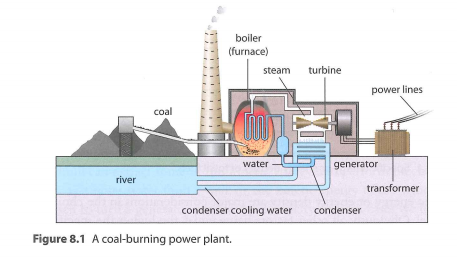 boiler
(furnace)
steam
turbine
power lines
coal
water
generator
river
transformer
condenser cooling water
condenser
Figure 8.1 A coal-burning power plant.